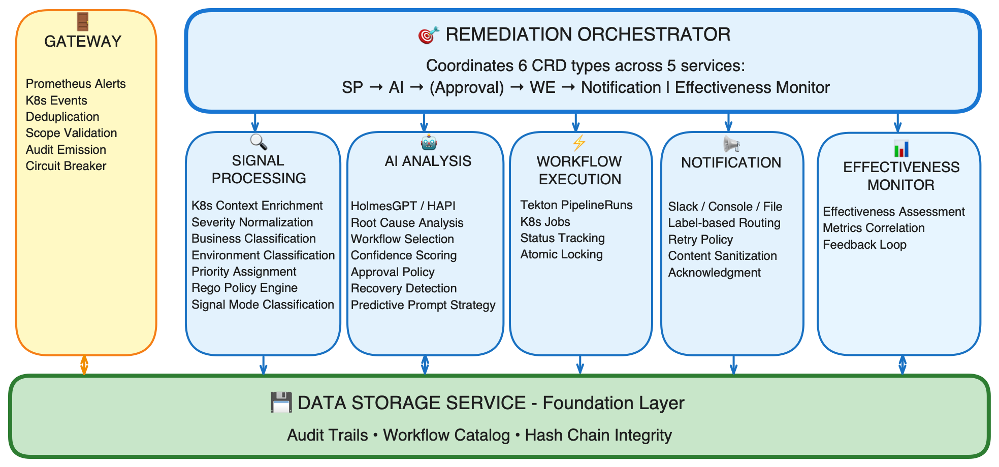 GATEWAY
Prometheus Alerts
K8s Events
Deduplication
Scope Validation
Audit Emission
Circuit Breaker
REMEDIATION ORCHESTRATOR
Coordinates 6 CRD types across 5 services:
SP → AI → (Approval) → WE → Notification | Effectiveness Monitor
SIGNAL
PROCESSING
K8s Context Enrichment
Severity Normalization
Business Classification
Environment Classification
Priority Assignment
Rego Policy Engine
Signal Mode Classification
AI ANALYSIS
HolmesGPT / HAPI
Root Cause Analysis
Workflow Selection
Confidence Scoring
Approval Policy
Recovery Detection
Predictive Prompt Strategy
WORKFLOW
EXECUTION
Tekton PipelineRuns
K8s Jobs
Status Tracking
Atomic Locking
NOTIFICATION
Slack / Console / File
Label-based Routing
Retry Policy
Content Sanitization
Acknowledgment
EFFECTIVENESS
MONITOR
Effectiveness Assessment
Metrics Correlation
Feedback Loop
DATA STORAGE SERVICE - Foundation Layer
Audit Trails • Workflow Catalog • Hash Chain Integrity